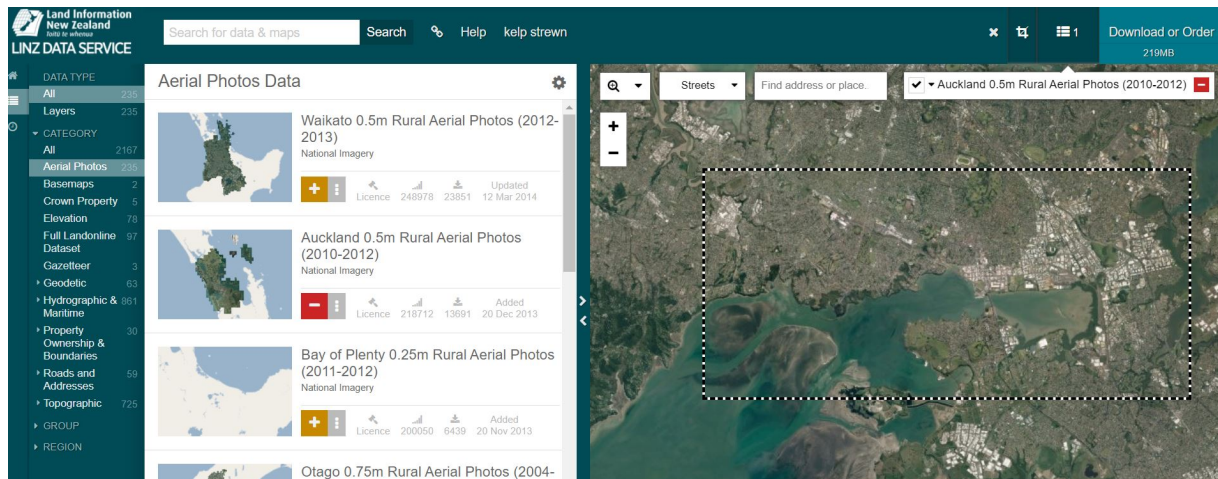 Land Information
New Zealand
Toitū te whenua
LINZ DATA SERVICE
Search for data & maps
Search
Help
kelp strewn
1
Download or Order
219MB
DATA TYPE
All 235
Layers 235
CATEGORY
All 2167
Aerial Photos 235
Basemaps 2
Crown Property 5
Elevation 78
Full Landonline 97
Dataset
Gazetteer 3
Geodetic 63
Hydrographic & 861
Maritime
Property 30
Ownership &
Boundaries
Roads and 59
Addresses
Topographic 725
GROUP
REGION
Aerial Photos Data
Waikato 0.5m Rural Aerial Photos (2012-
2013)
National Imagery
Licence 248978 23851 Updated
12 Mar 2014
Auckland 0.5m Rural Aerial Photos
(2010-2012)
National Imagery
Licence 218712 13691 Added
20 Dec 2013
Bay of Plenty 0.25m Rural Aerial Photos
(2011-2012)
National Imagery
Licence 200050 6439 Added
20 Nov 2013
Otago 0.75m Rural Aerial Photos (2004-
Streets
Find address or place.
Auckland 0.5m Rural Aerial Photos (2010-2012)